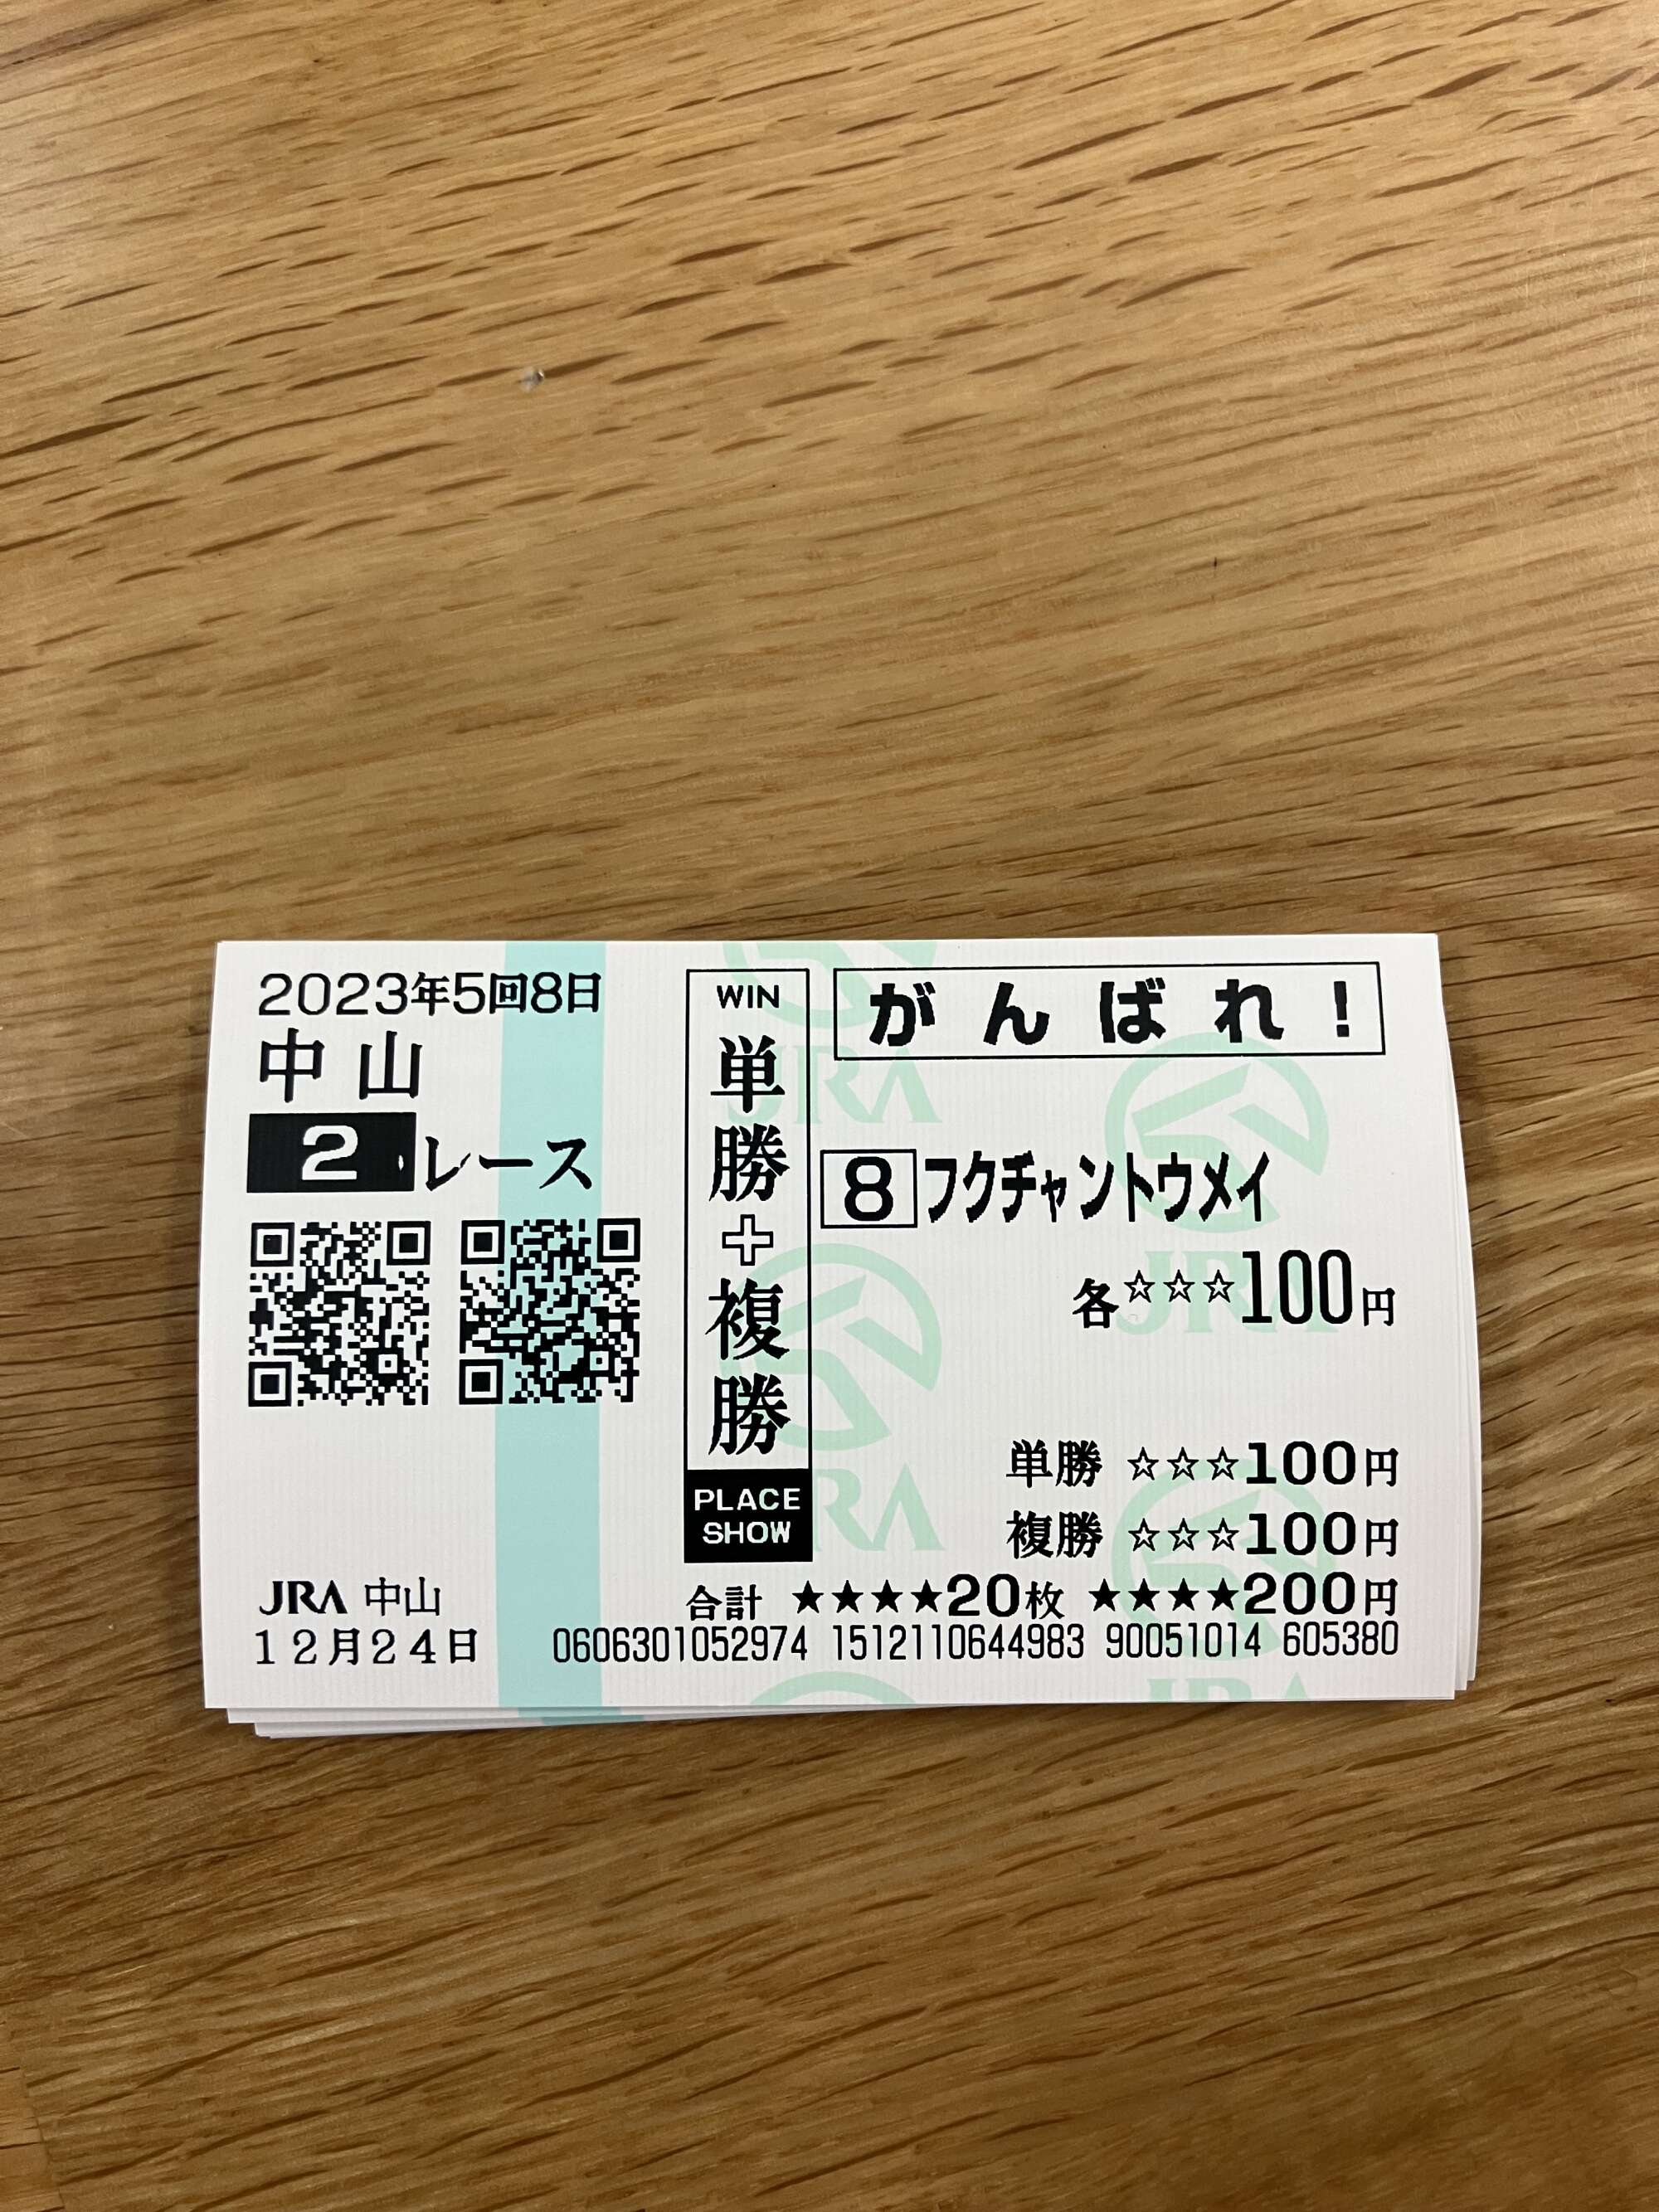 2023年5回8日
中山
2レース
JRA 中山
12月24日
WIN
単勝+複勝
PLACE
SHOW
がんばれ!
8 フクチャントウメイ
各☆☆☆100円
単勝 ☆☆☆100円
複勝 ☆☆☆100円
合計 ★★★★20枚 ★★★★200円
0606301052974 1512110644983 90051014 605380
JRA
JRA
JRA